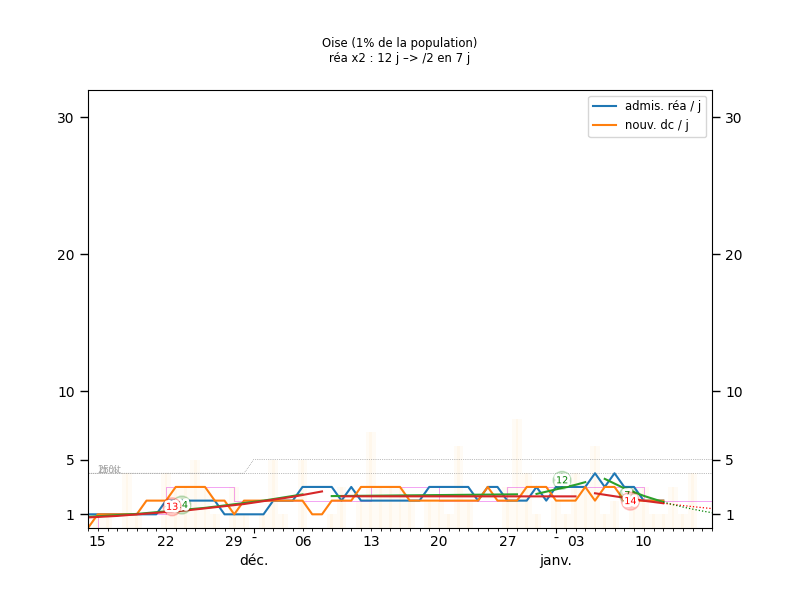 Oise (1% de la population)
réa x2 : 12 j –> /2 en 7 j
admis. réa / j
nouv. dc / j
30 30
20 20
10 10
5 5
1 1
12
13 4
14
15 22 29 - 06 13 20 27 - 03 10
déc. janv.